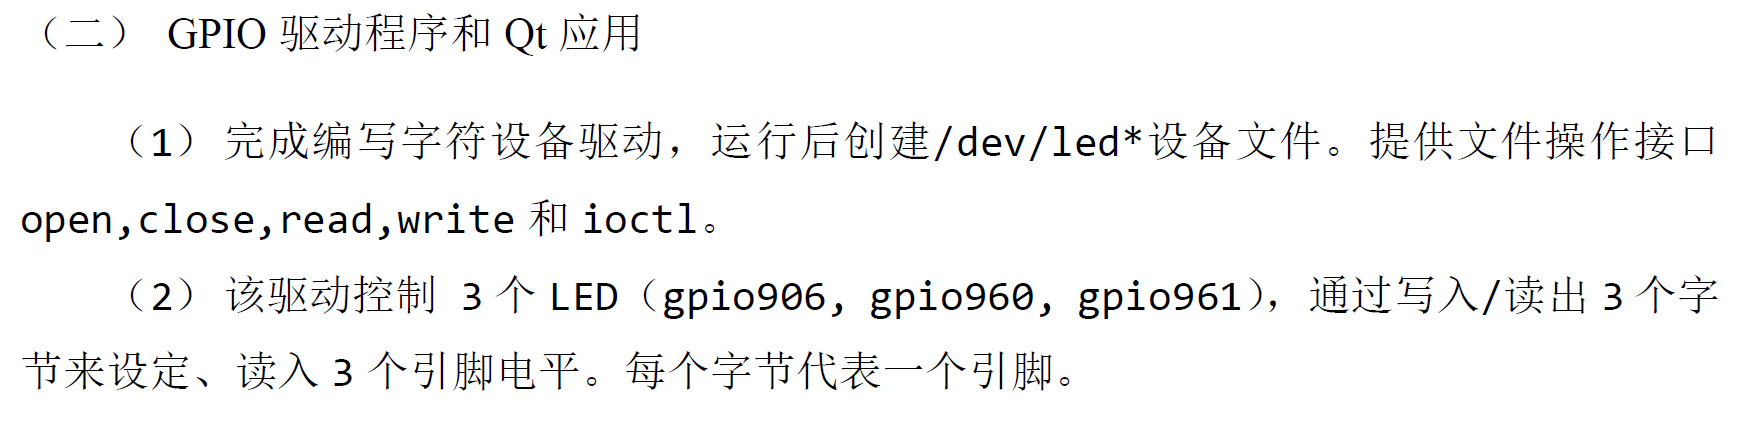 （二） GPIO 驱动程序和 Qt 应用
（1）完成编写字符设备驱动，运行后创建/dev/led*设备文件。提供文件操作接口
open,close,read,write 和 ioctl。
（2）该驱动控制 3 个 LED（gpio906, gpio960, gpio961），通过写入/读出 3 个字
节来设定、读入 3 个引脚电平。每个字节代表一个引脚。